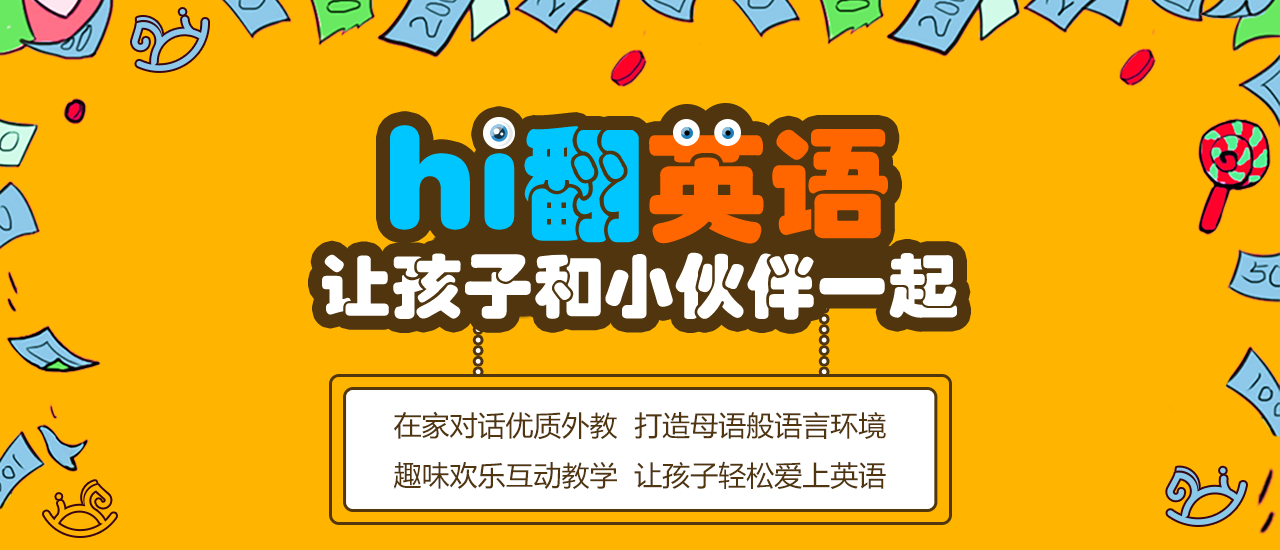 hi翻英语
让孩子和小伙伴一起
在家对话优质外教 打造母语般语言环境
趣味欢乐互动教学 让孩子轻松爱上英语
50
100